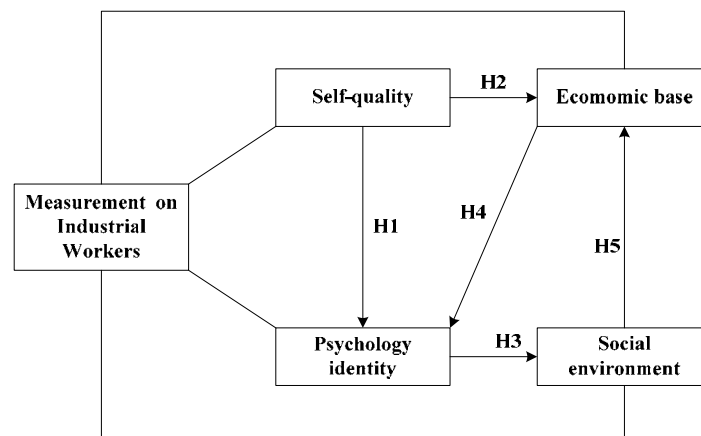 Self-quality
H2
Ecomomic base
Measurement on
Industrial
Workers
H1
H4
H5
Psychology
identity
H3
Social
environment